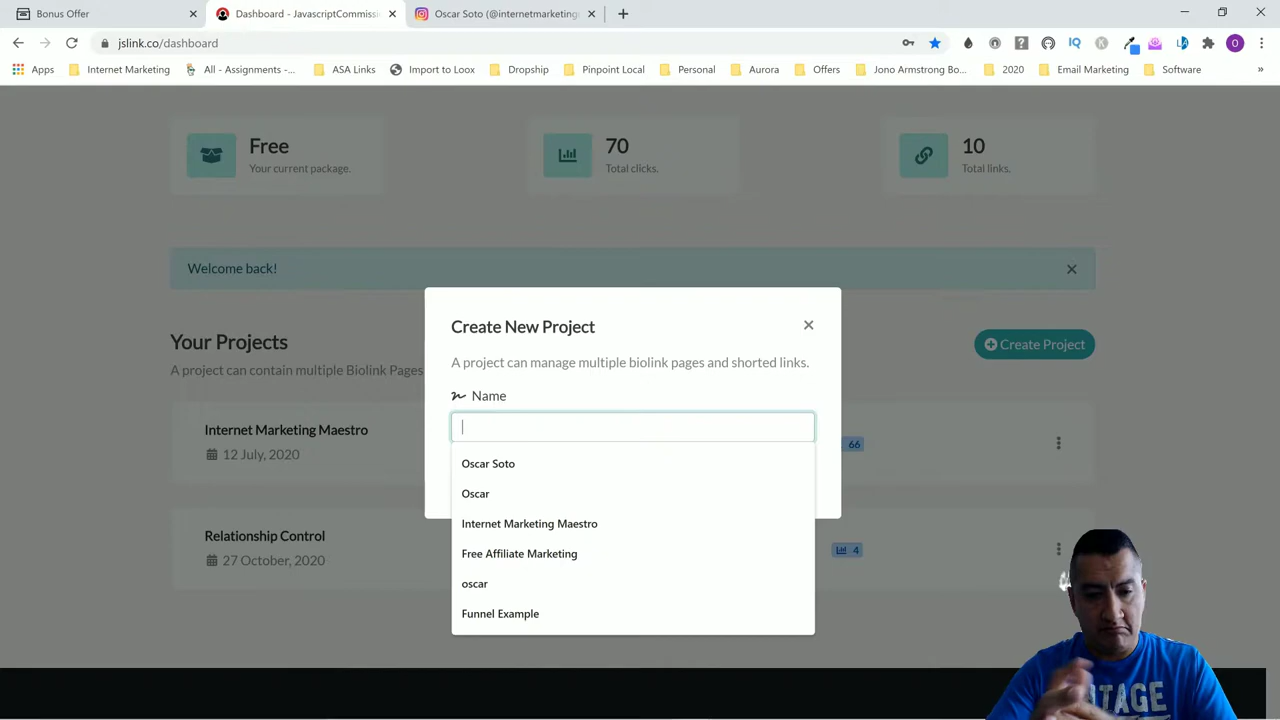 Bonus Offer
Dashboard - JavascriptCommissi
Oscar Soto (@internetmarketing
jslink.co/dashboard
Apps
Internet Marketing
All - Assignments -...
ASA Links
Import to Loox
Dropship
Pinpoint Local
Personal
Aurora
Offers
Jono Armstrong Bo...
2020
Email Marketing
Software
Free
Your current package.
70
Total clicks.
10
Total links.
Welcome back!
Your Projects
Create Project
A project can contain multiple Biolink Pages
Create New Project
A project can manage multiple biolink pages and shorted links.
Name
Oscar Soto
Oscar
Internet Marketing Maestro
Free Affiliate Marketing
oscar
Funnel Example
Internet Marketing Maestro
12 July, 2020
66
Relationship Control
27 October, 2020
4